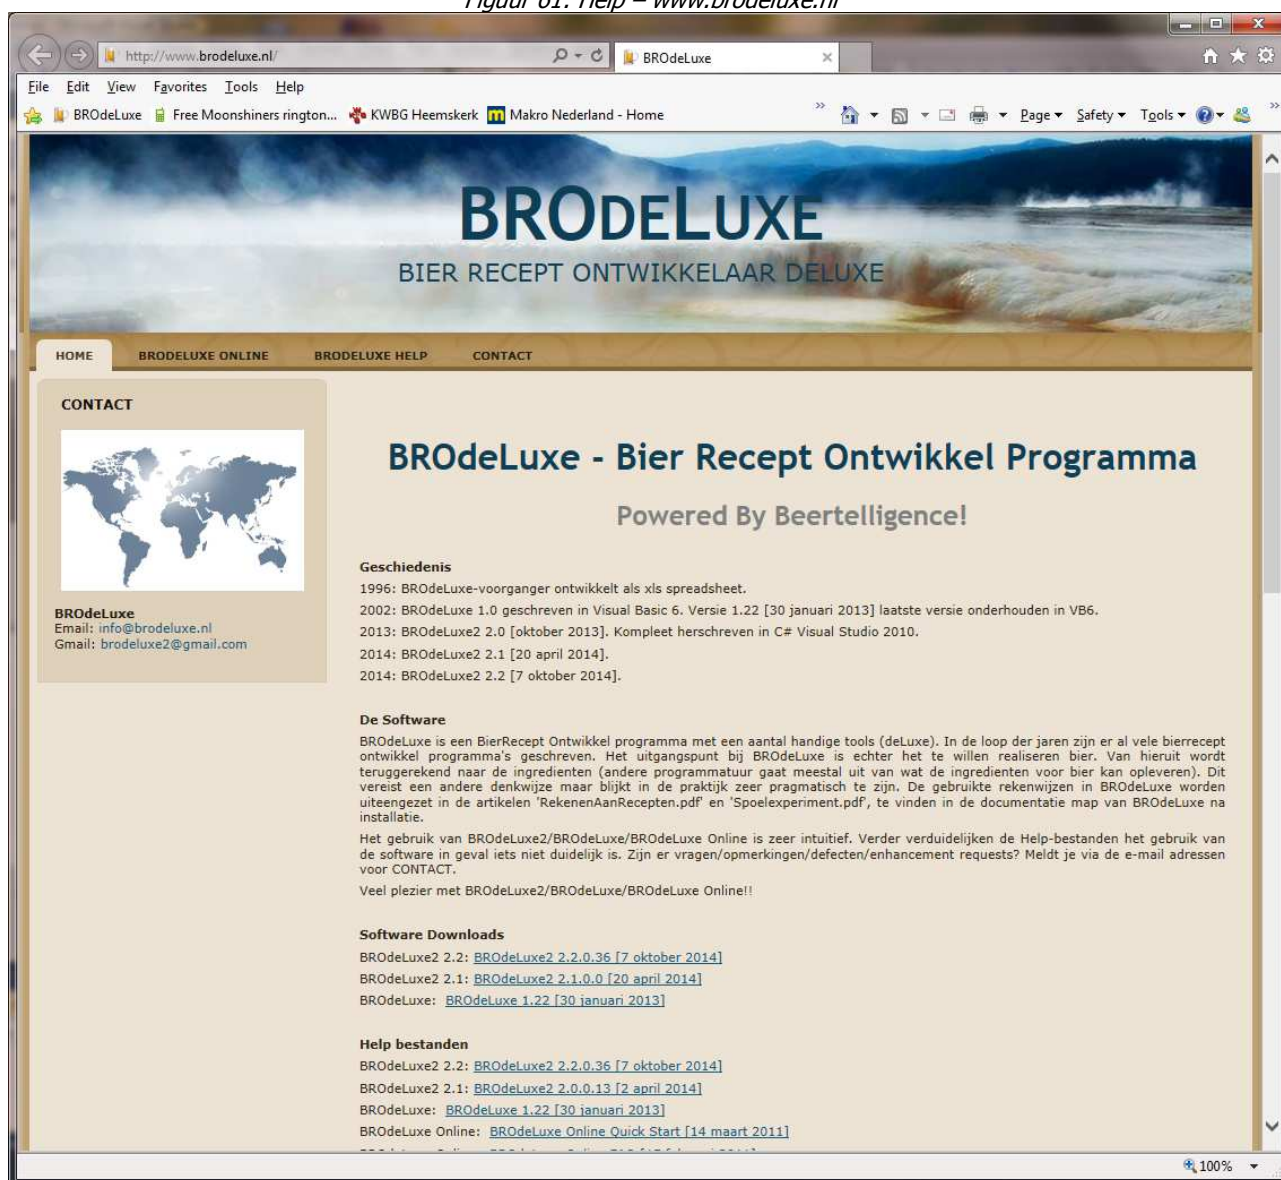 Figuur 61: Help – www.brodeluxe.nl
http://www.brodeluxe.nl/
BROdeLuxe
File Edit View Favorites Tools Help
BROdeLuxe Free Moonshiners rington... KWBG Heemskerk m Makro Nederland - Home Page Safety Tools
BRODELUXE
BIER RECEPT ONTWIKKELAAR DELUXE
HOME BRODELUXE ONLINE BRODELUXE HELP CONTACT
CONTACT
BROdeLuxe
Email: info@brodeluxe.nl
Gmail: brodeluxe2@gmail.com
BROdeLuxe - Bier Recept Ontwikkel Programma
Powered By Beertelligence!
Geschiedenis
1996: BROdeLuxe-voorganger ontwikkelt als xls spreadsheet.
2002: BROdeLuxe 1.0 geschreven in Visual Basic 6. Versie 1.22 [30 januari 2013] laatste versie onderhouden in VB6.
2013: BROdeLuxe2 2.0 [oktober 2013]. Kompleet herschreven in C# Visual Studio 2010.
2014: BROdeLuxe2 2.1 [20 april 2014].
2014: BROdeLuxe2 2.2 [7 oktober 2014].
De Software
BROdeLuxe is een BierRecept Ontwikkel programma met een aantal handige tools (deLuxe). In de loop der jaren zijn er al vele bierrecept
ontwikkel programma's geschreven. Het uitgangspunt bij BROdeLuxe is echter het te willen realiseren bier. Van hieruit wordt
teruggerekend naar de ingredienten (andere programmatuur gaat meestal uit van wat de ingredienten voor bier kan opleveren). Dit
vereist een andere denkwijze maar blijkt in de praktijk zeer pragmatisch te zijn. De gebruikte rekenwijzen in BROdeLuxe worden
uiteengezet in de artikelen 'RekenenAanRecepten.pdf' en 'Spoelexperiment.pdf', te vinden in de documentatie map van BROdeLuxe na
installatie.
Het gebruik van BROdeLuxe2/BROdeLuxe/BROdeLuxe Online is zeer intuitief. Verder verduidelijken de Help-bestanden het gebruik van
de software in geval iets niet duidelijk is. Zijn er vragen/opmerkingen/defecten/enhancement requests? Meldt je via de e-mail adressen
voor CONTACT.
Veel plezier met BROdeLuxe2/BROdeLuxe/BROdeLuxe Online!!
Software Downloads
BROdeLuxe2 2.2: BROdeLuxe2 2.2.0.36 [7 oktober 2014]
BROdeLuxe2 2.1: BROdeLuxe2 2.1.0.0 [20 april 2014]
BROdeLuxe: BROdeLuxe 1.22 [30 januari 2013]
Help bestanden
BROdeLuxe2 2.2: BROdeLuxe2 2.2.0.36 [7 oktober 2014]
BROdeLuxe2 2.1: BROdeLuxe2 2.0.0.13 [2 april 2014]
BROdeLuxe: BROdeLuxe 1.22 [30 januari 2013]
BROdeLuxe Online: BROdeLuxe Online Quick Start [14 maart 2011]
100%